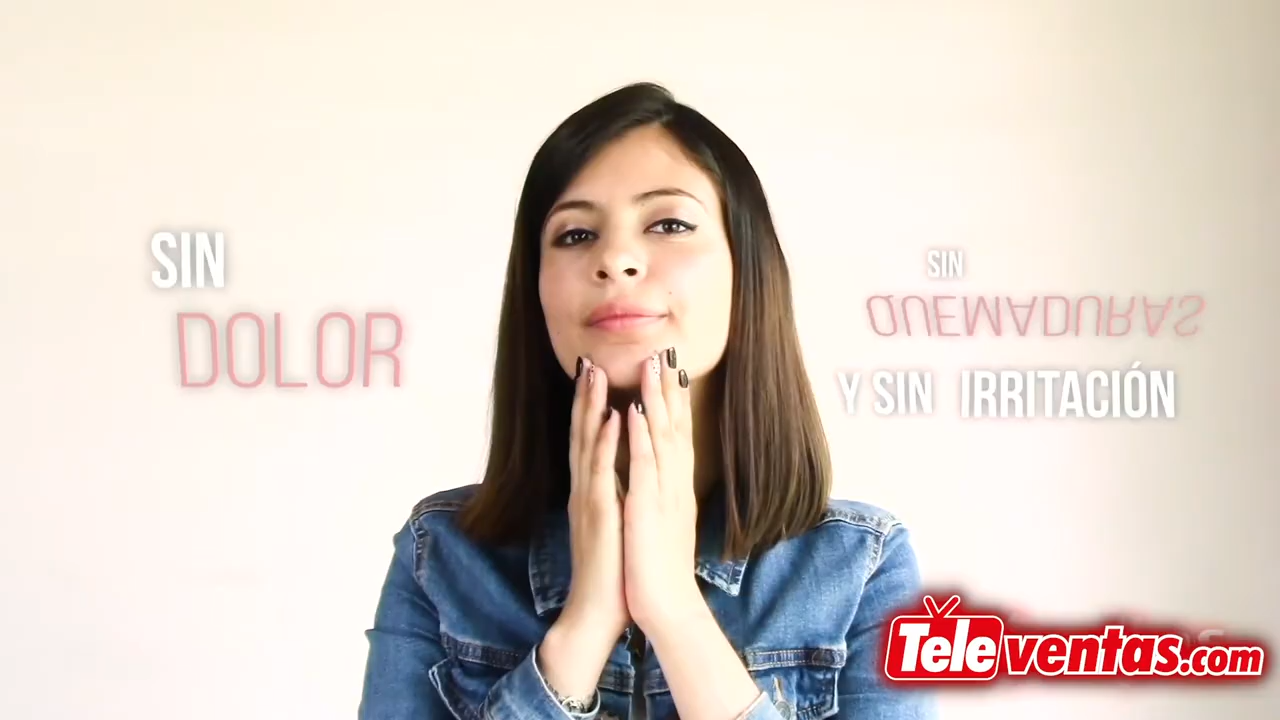 SIN
DOLOR
SIN
QUEMADURAS
Y SIN IRRITACIÓN
Televentas.com